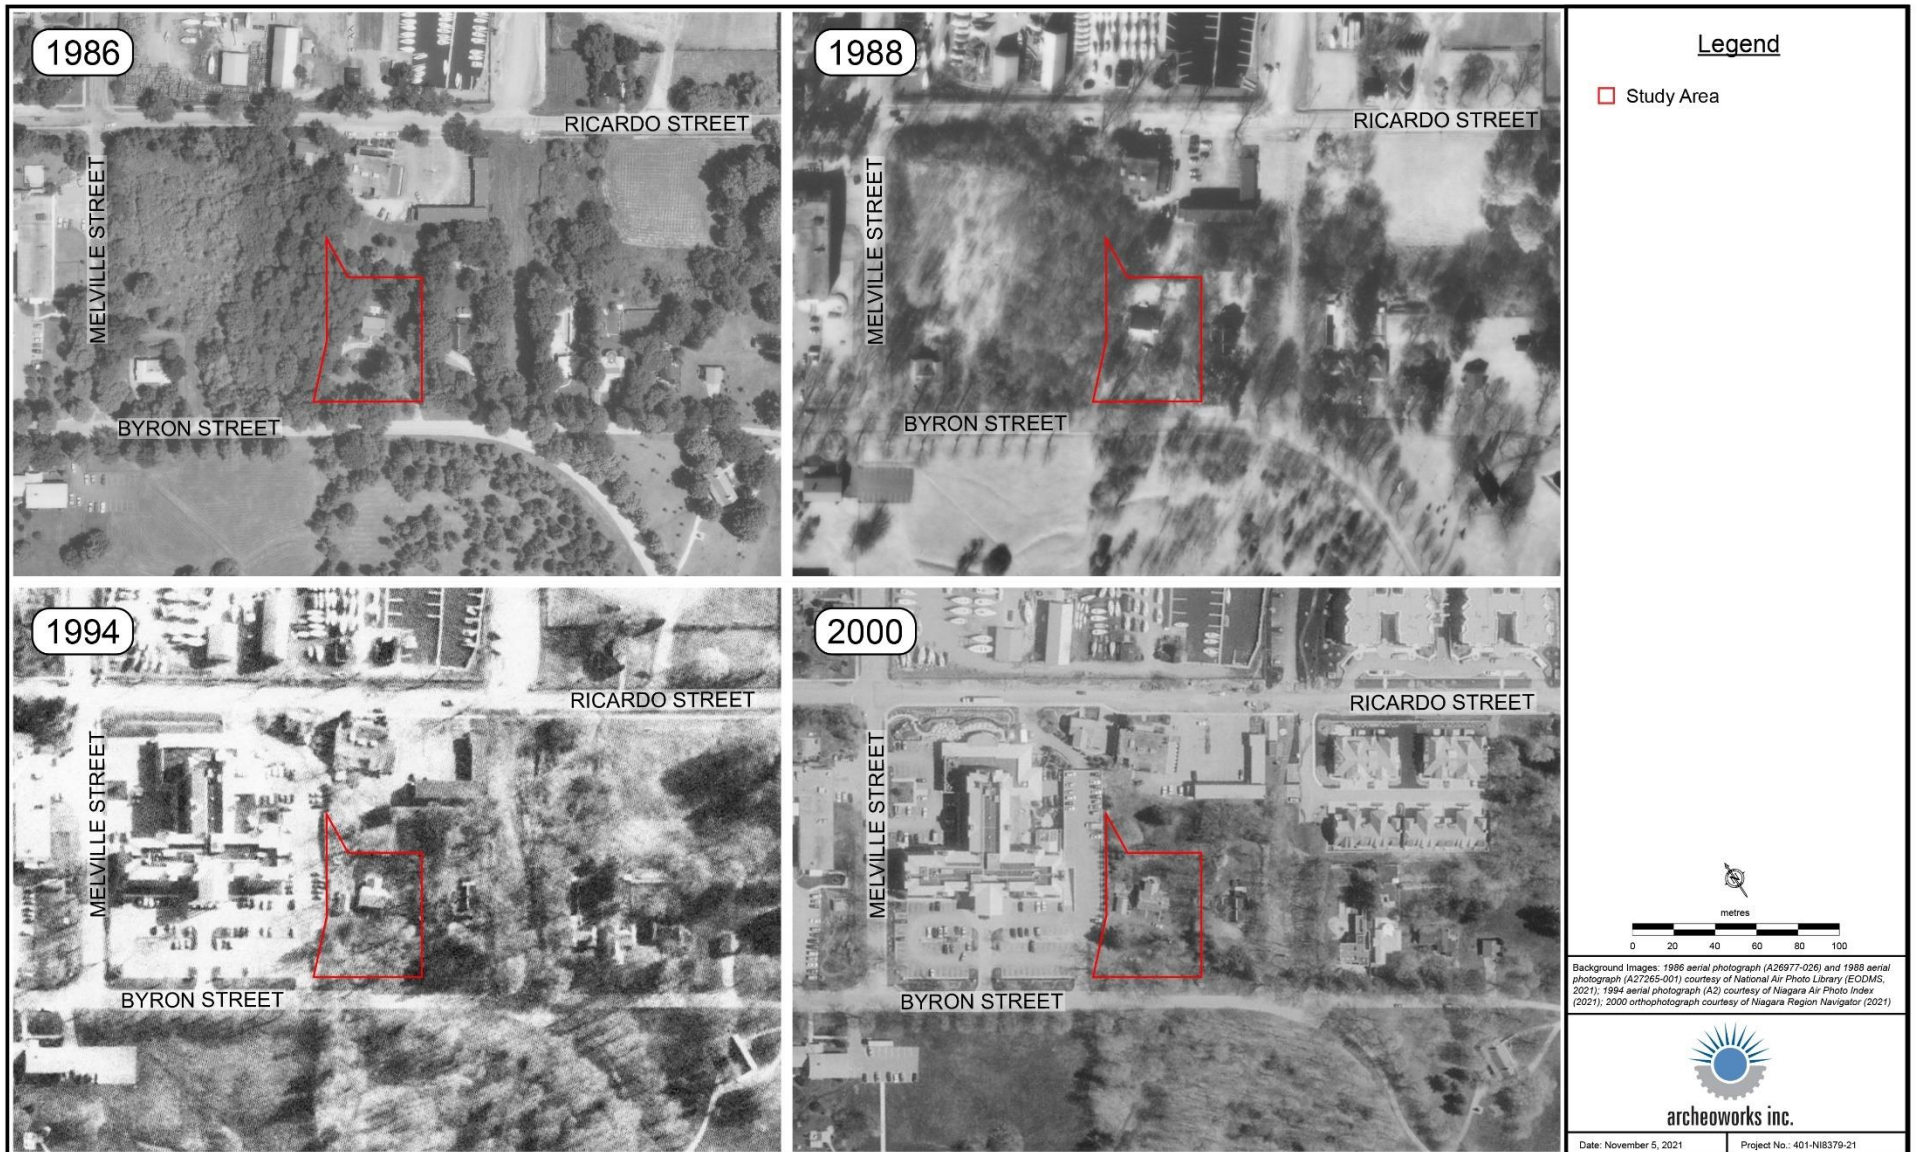 1986
RICARDO STREET
MELVILLE STREET
BYRON STREET
1988
RICARDO STREET
MELVILLE STREET
BYRON STREET
1994
RICARDO STREET
MELVILLE STREET
BYRON STREET
2000
RICARDO STREET
MELVILLE STREET
BYRON STREET
Legend
Study Area
N
metres
0 20 40 60 80 100
Background Images: 1986 aerial photograph (A26977-026) and 1988 aerial
photograph (A27265-001) courtesy of National Air Photo Library (EODMS,
2021); 1994 aerial photograph (A2) courtesy of Niagara Air Photo Index
(2021); 2000 orthophotograph courtesy of Niagara Region Navigator (2021)
archeoworks inc.
Date: November 5, 2021
Project No.: 401-NI8379-21